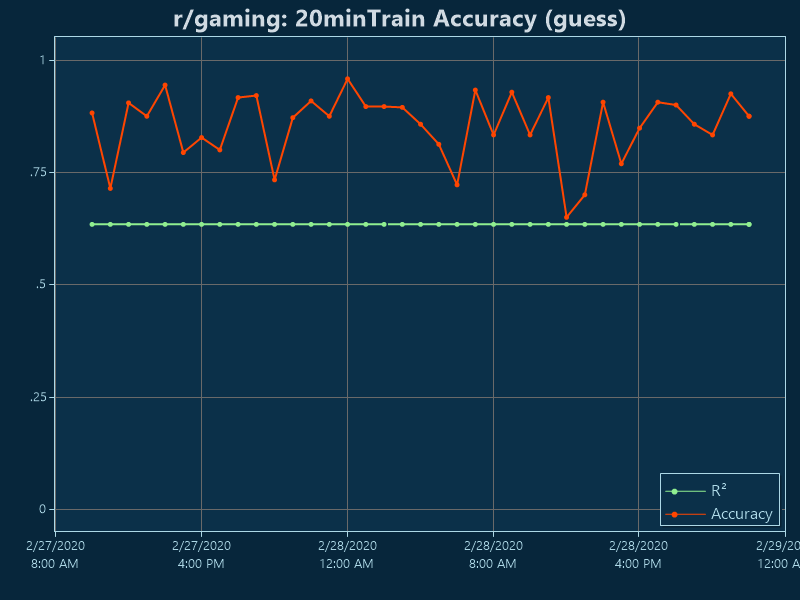 r/gaming: 20minTrain Accuracy (guess)
1
.75
.5
.25
0
R²
Accuracy
2/27/2020 2/27/2020 2/28/2020 2/28/2020 2/28/2020 2/29/20
8:00 AM 4:00 PM 12:00 AM 8:00 AM 4:00 PM 12:00 A